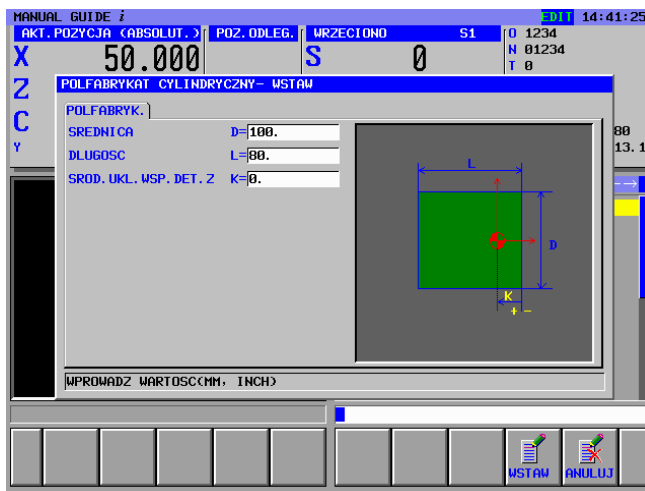 MANUAL GUIDE i EDIT 14:41:25
AKT.POZYCJA (ABSOLUT.) POZ.ODLEG. WRZECIONO S1 O 1234
X 50.000 S 0 N 01234
T 0
Z POLFABRYKAT CYLINDRYCZNY- WSTAW
POLFABRYK.
C SREDNICA D=100. 80
Y DLUGOSC L=80. 13.1
SROD.UKL.WSP.DET.Z K=0.
L
D
K
+ -
WPROWADZ WARTOSC(MM, INCH)
WSTAW ANULUJ